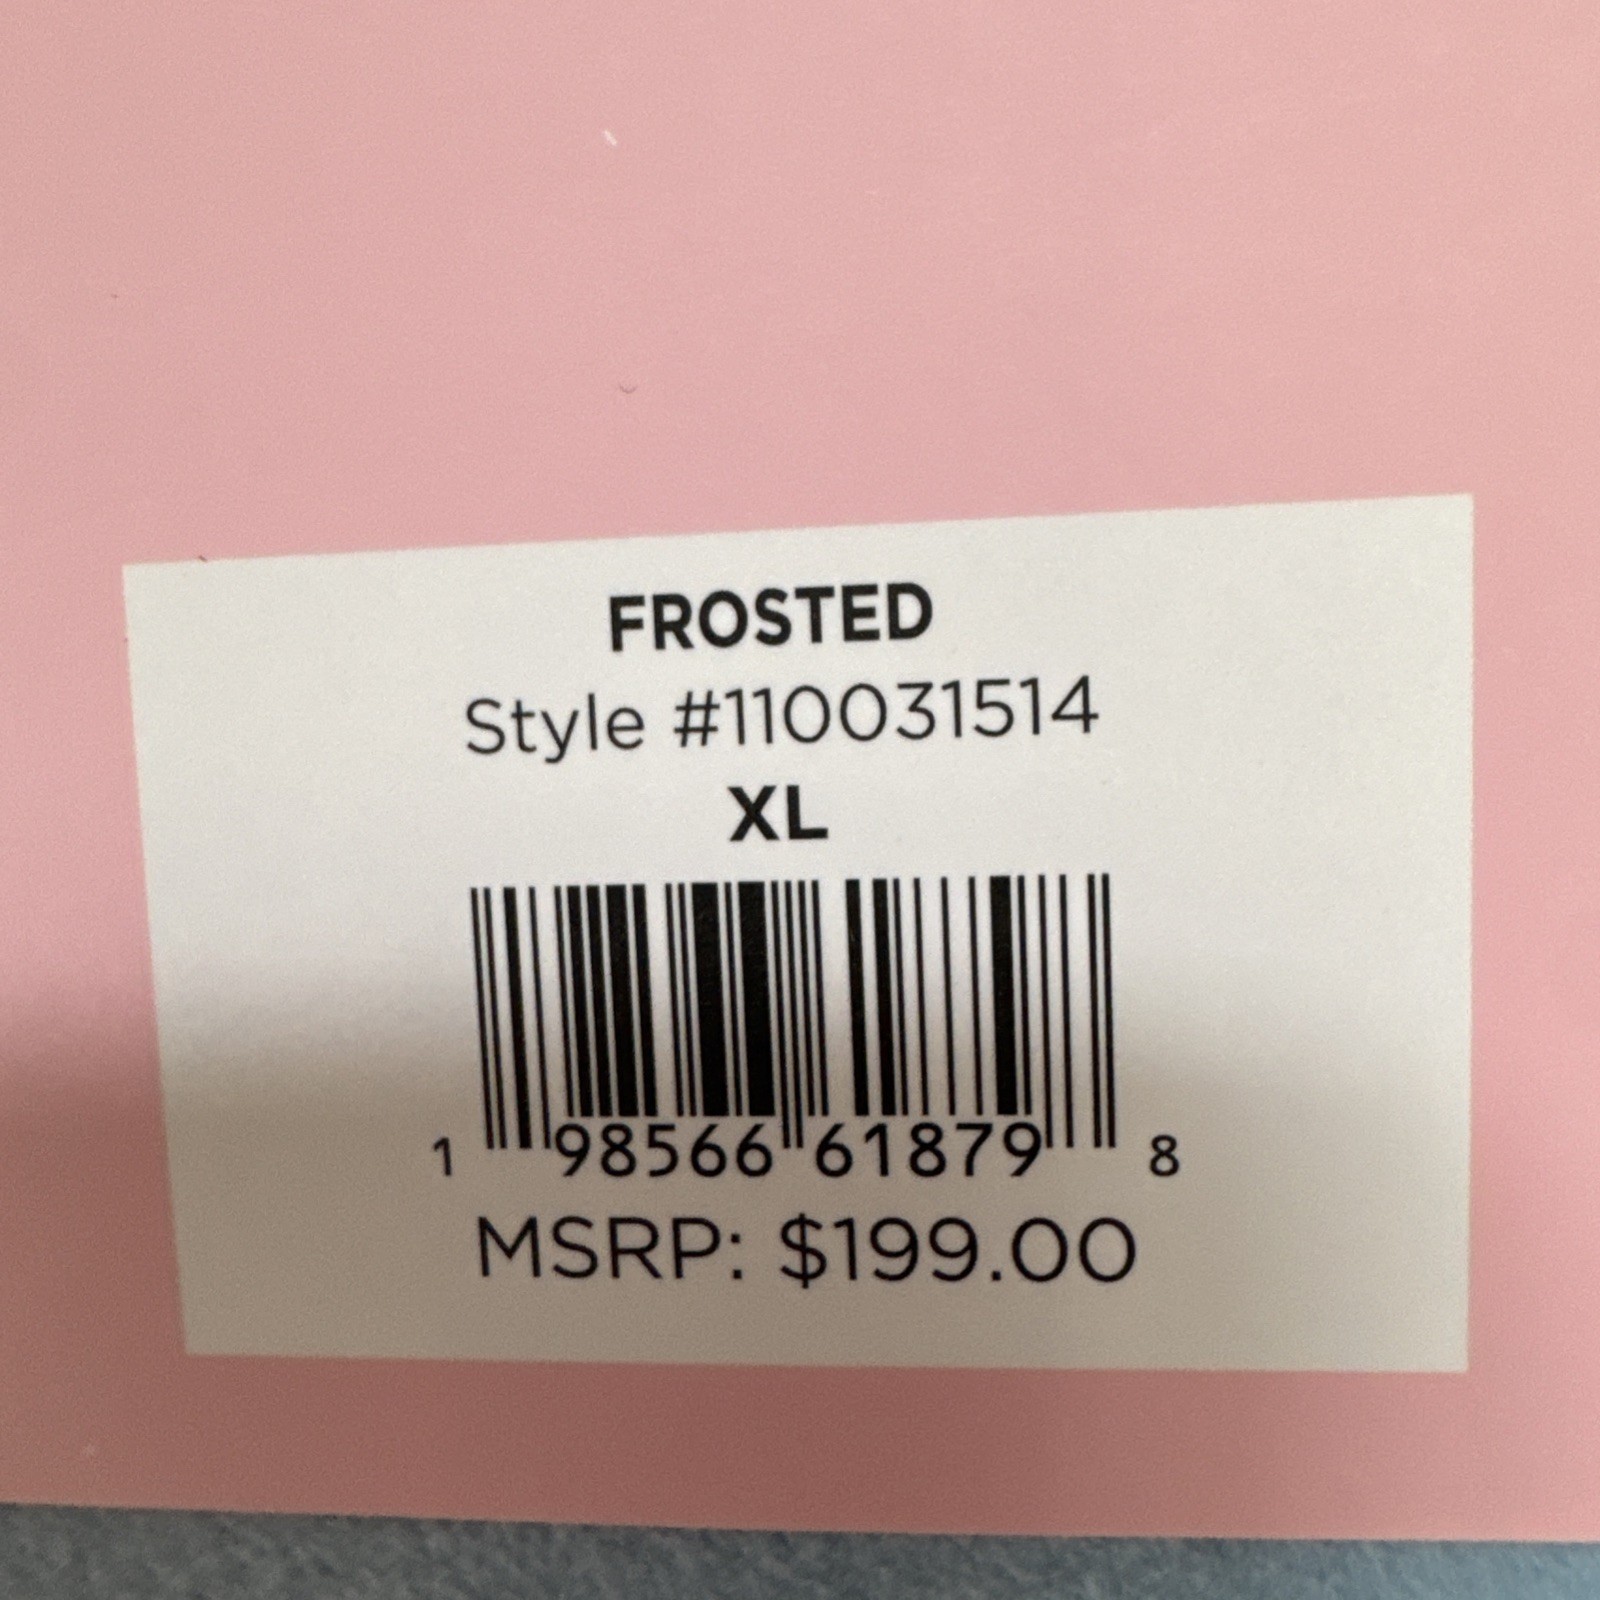 FROSTED
Style #110031514
XL
1 98566 61879 8
MSRP: $199.00